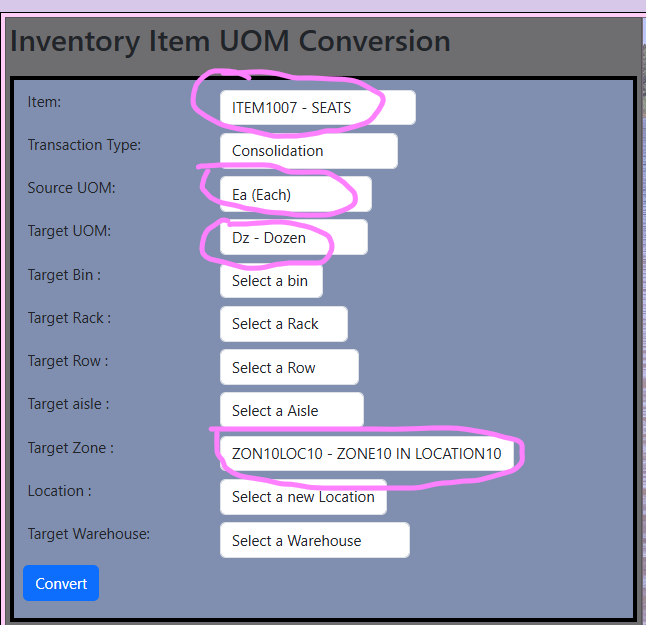 Inventory Item UOM Conversion
Item: ITEM1007 - SEATS
Transaction Type: Consolidation
Source UOM: Ea (Each)
Target UOM: Dz - Dozen
Target Bin : Select a bin
Target Rack : Select a Rack
Target Row : Select a Row
Target aisle : Select a Aisle
Target Zone : ZON10LOC10 - ZONE10 IN LOCATION10
Location : Select a new Location
Target Warehouse: Select a Warehouse
Convert